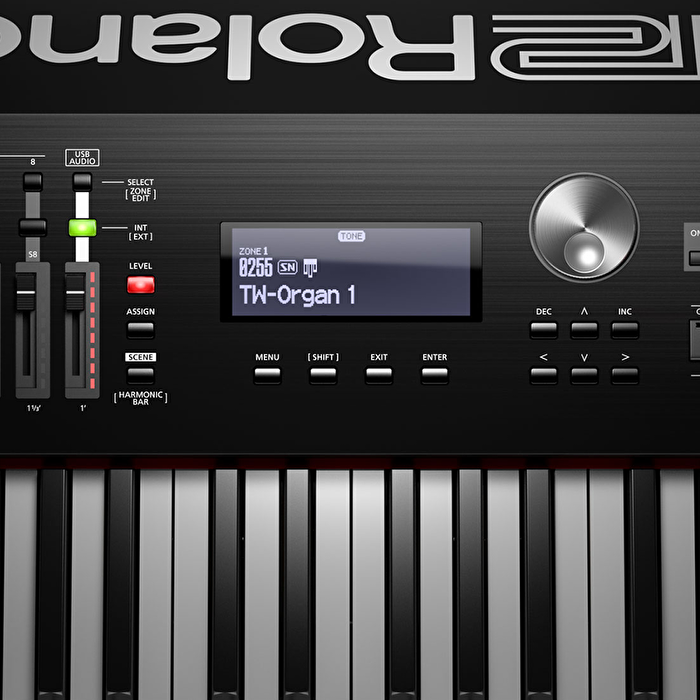 Roland
8
USB
AUDIO
SELECT
[ ZONE
EDIT ]
INT
[ EXT ]
S8
LEVEL
ASSIGN
SCENE
[ HARMONIC
BAR ]
1⅓'
1'
TONE
ZONE 1
0255 SN
TW-Organ 1
MENU
[ SHIFT ]
EXIT
ENTER
DEC
∧
INC
<
∨
>